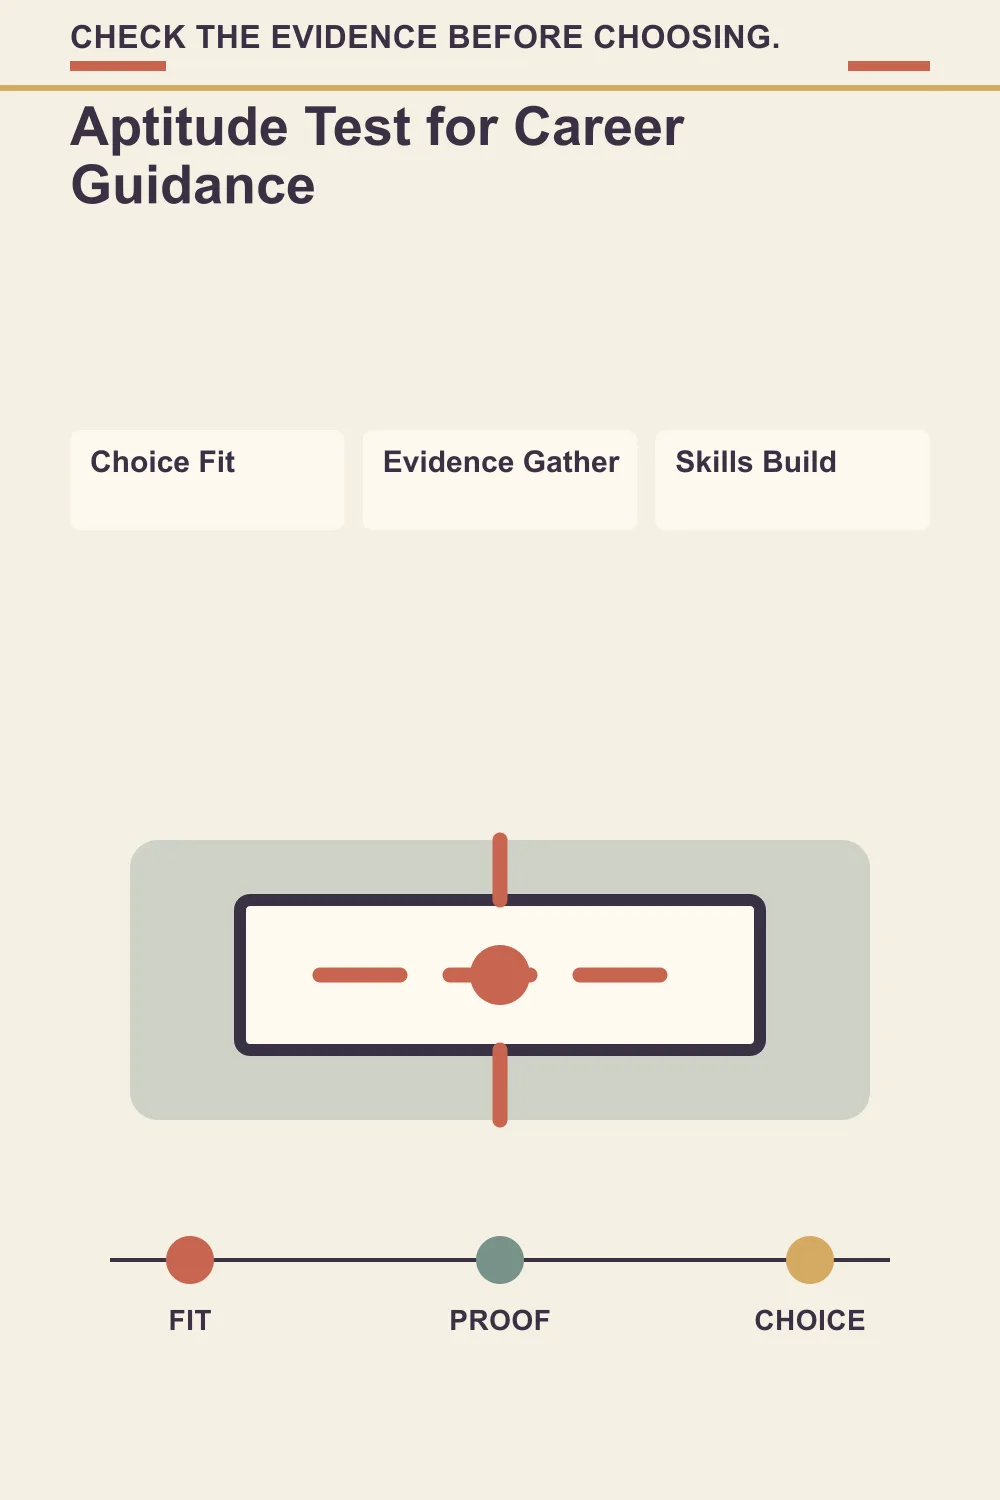 CHECK THE EVIDENCE BEFORE CHOOSING.
Aptitude Test for Career
Guidance
Choice Fit
Evidence Gather
Skills Build
FIT
PROOF
CHOICE